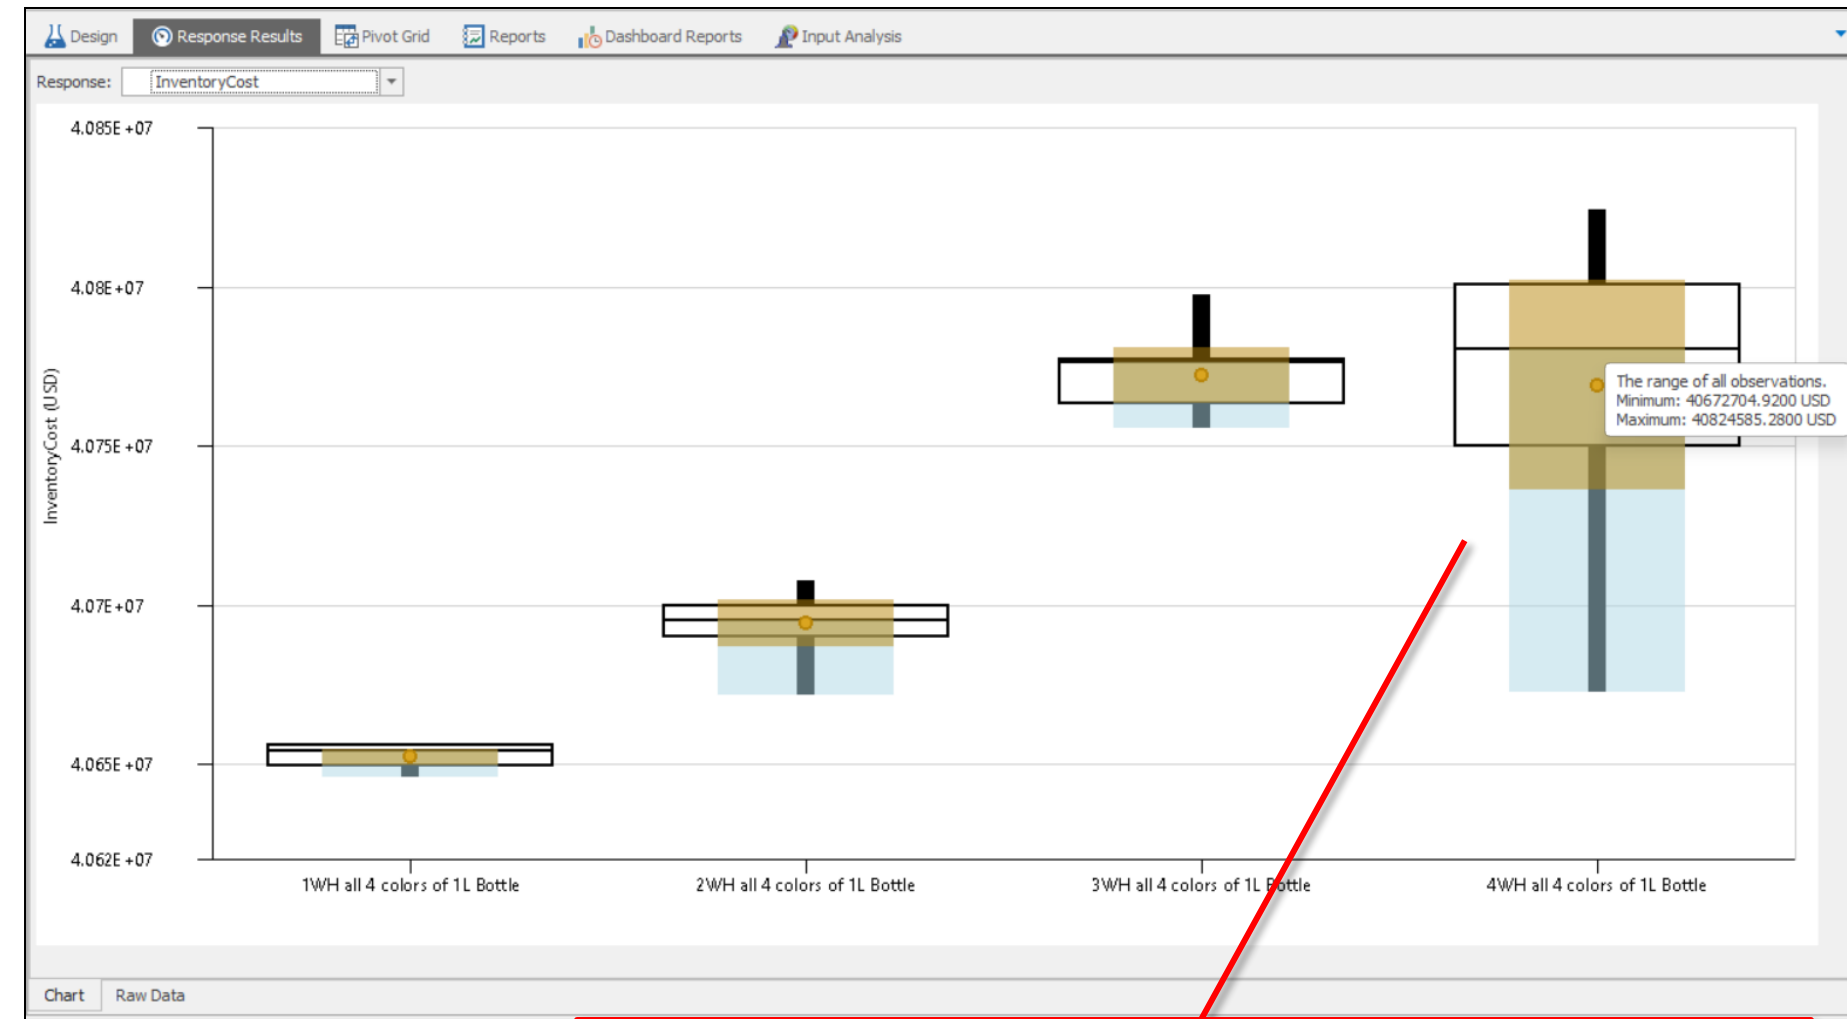 Design Response Results Pivot Grid Reports Dashboard Reports Input Analysis
Response: InventoryCost
4.085E+07
4.08E+07
4.075E+07
4.07E+07
4.065E+07
4.062E+07
InventoryCost (USD)
The range of all observations.
Minimum: 40672704.9200 USD
Maximum: 40824585.2800 USD
1WH all 4 colors of 1L Bottle
2WH all 4 colors of 1L Bottle
3WH all 4 colors of 1L Bottle
4WH all 4 colors of 1L Bottle
Chart Raw Data